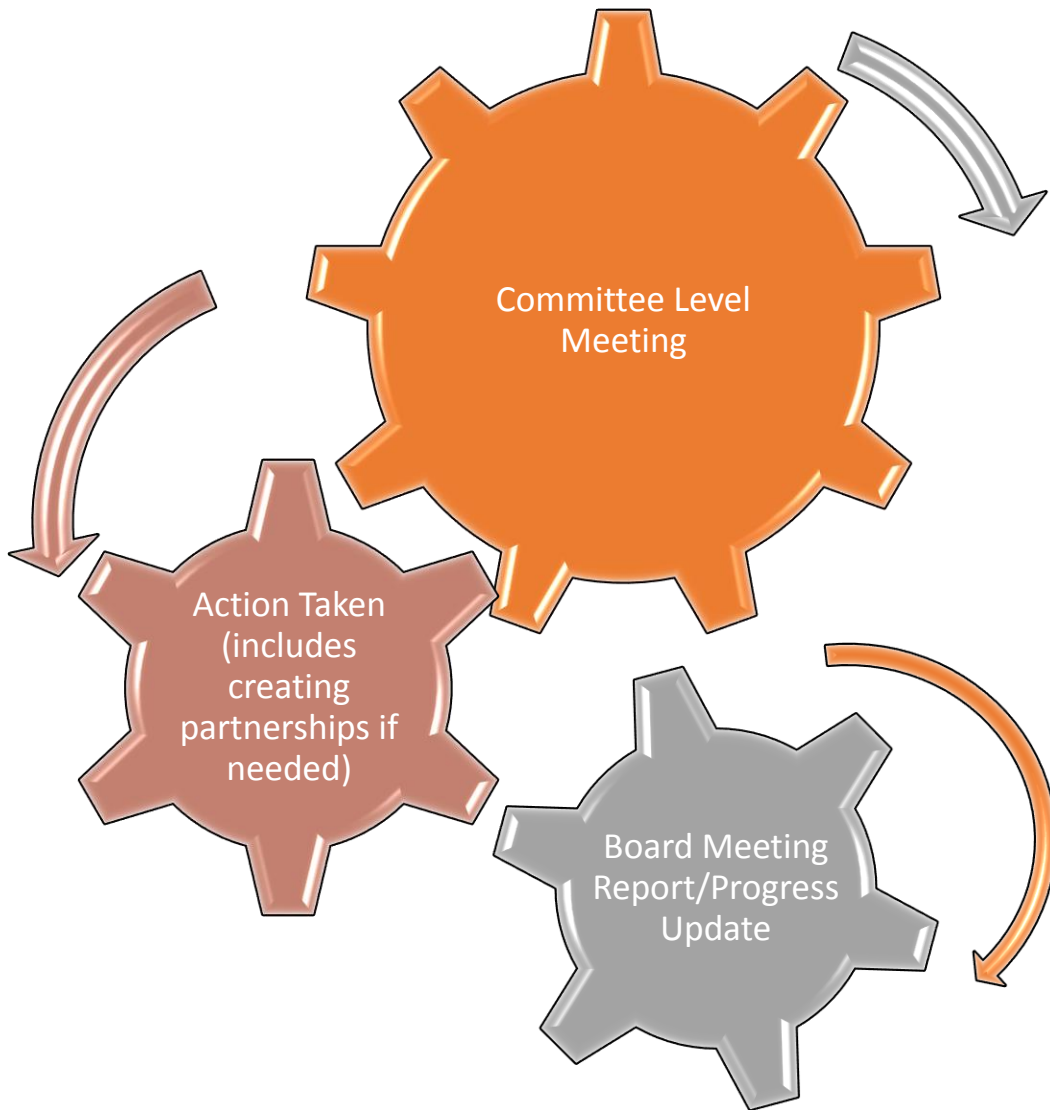 Committee Level
Meeting
Action Taken
(includes
creating
partnerships if
needed)
Board Meeting
Report/Progress
Update